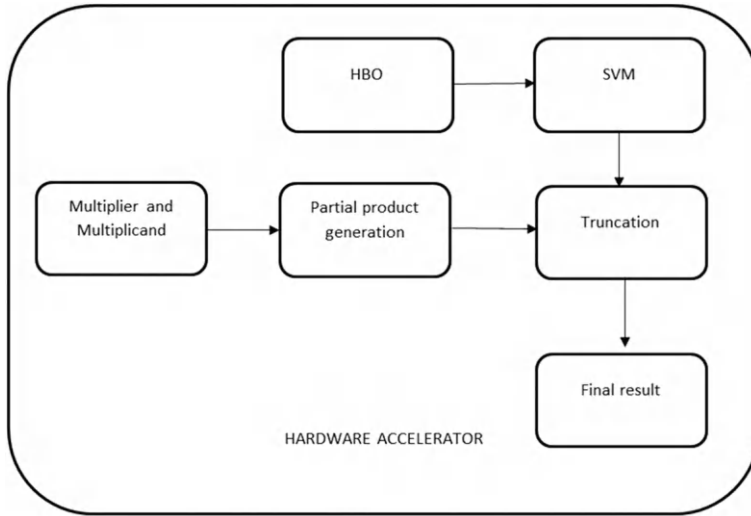 HBO
SVM
Multiplier and
Multiplicand
Partial product
generation
Truncation
Final result
HARDWARE ACCELERATOR